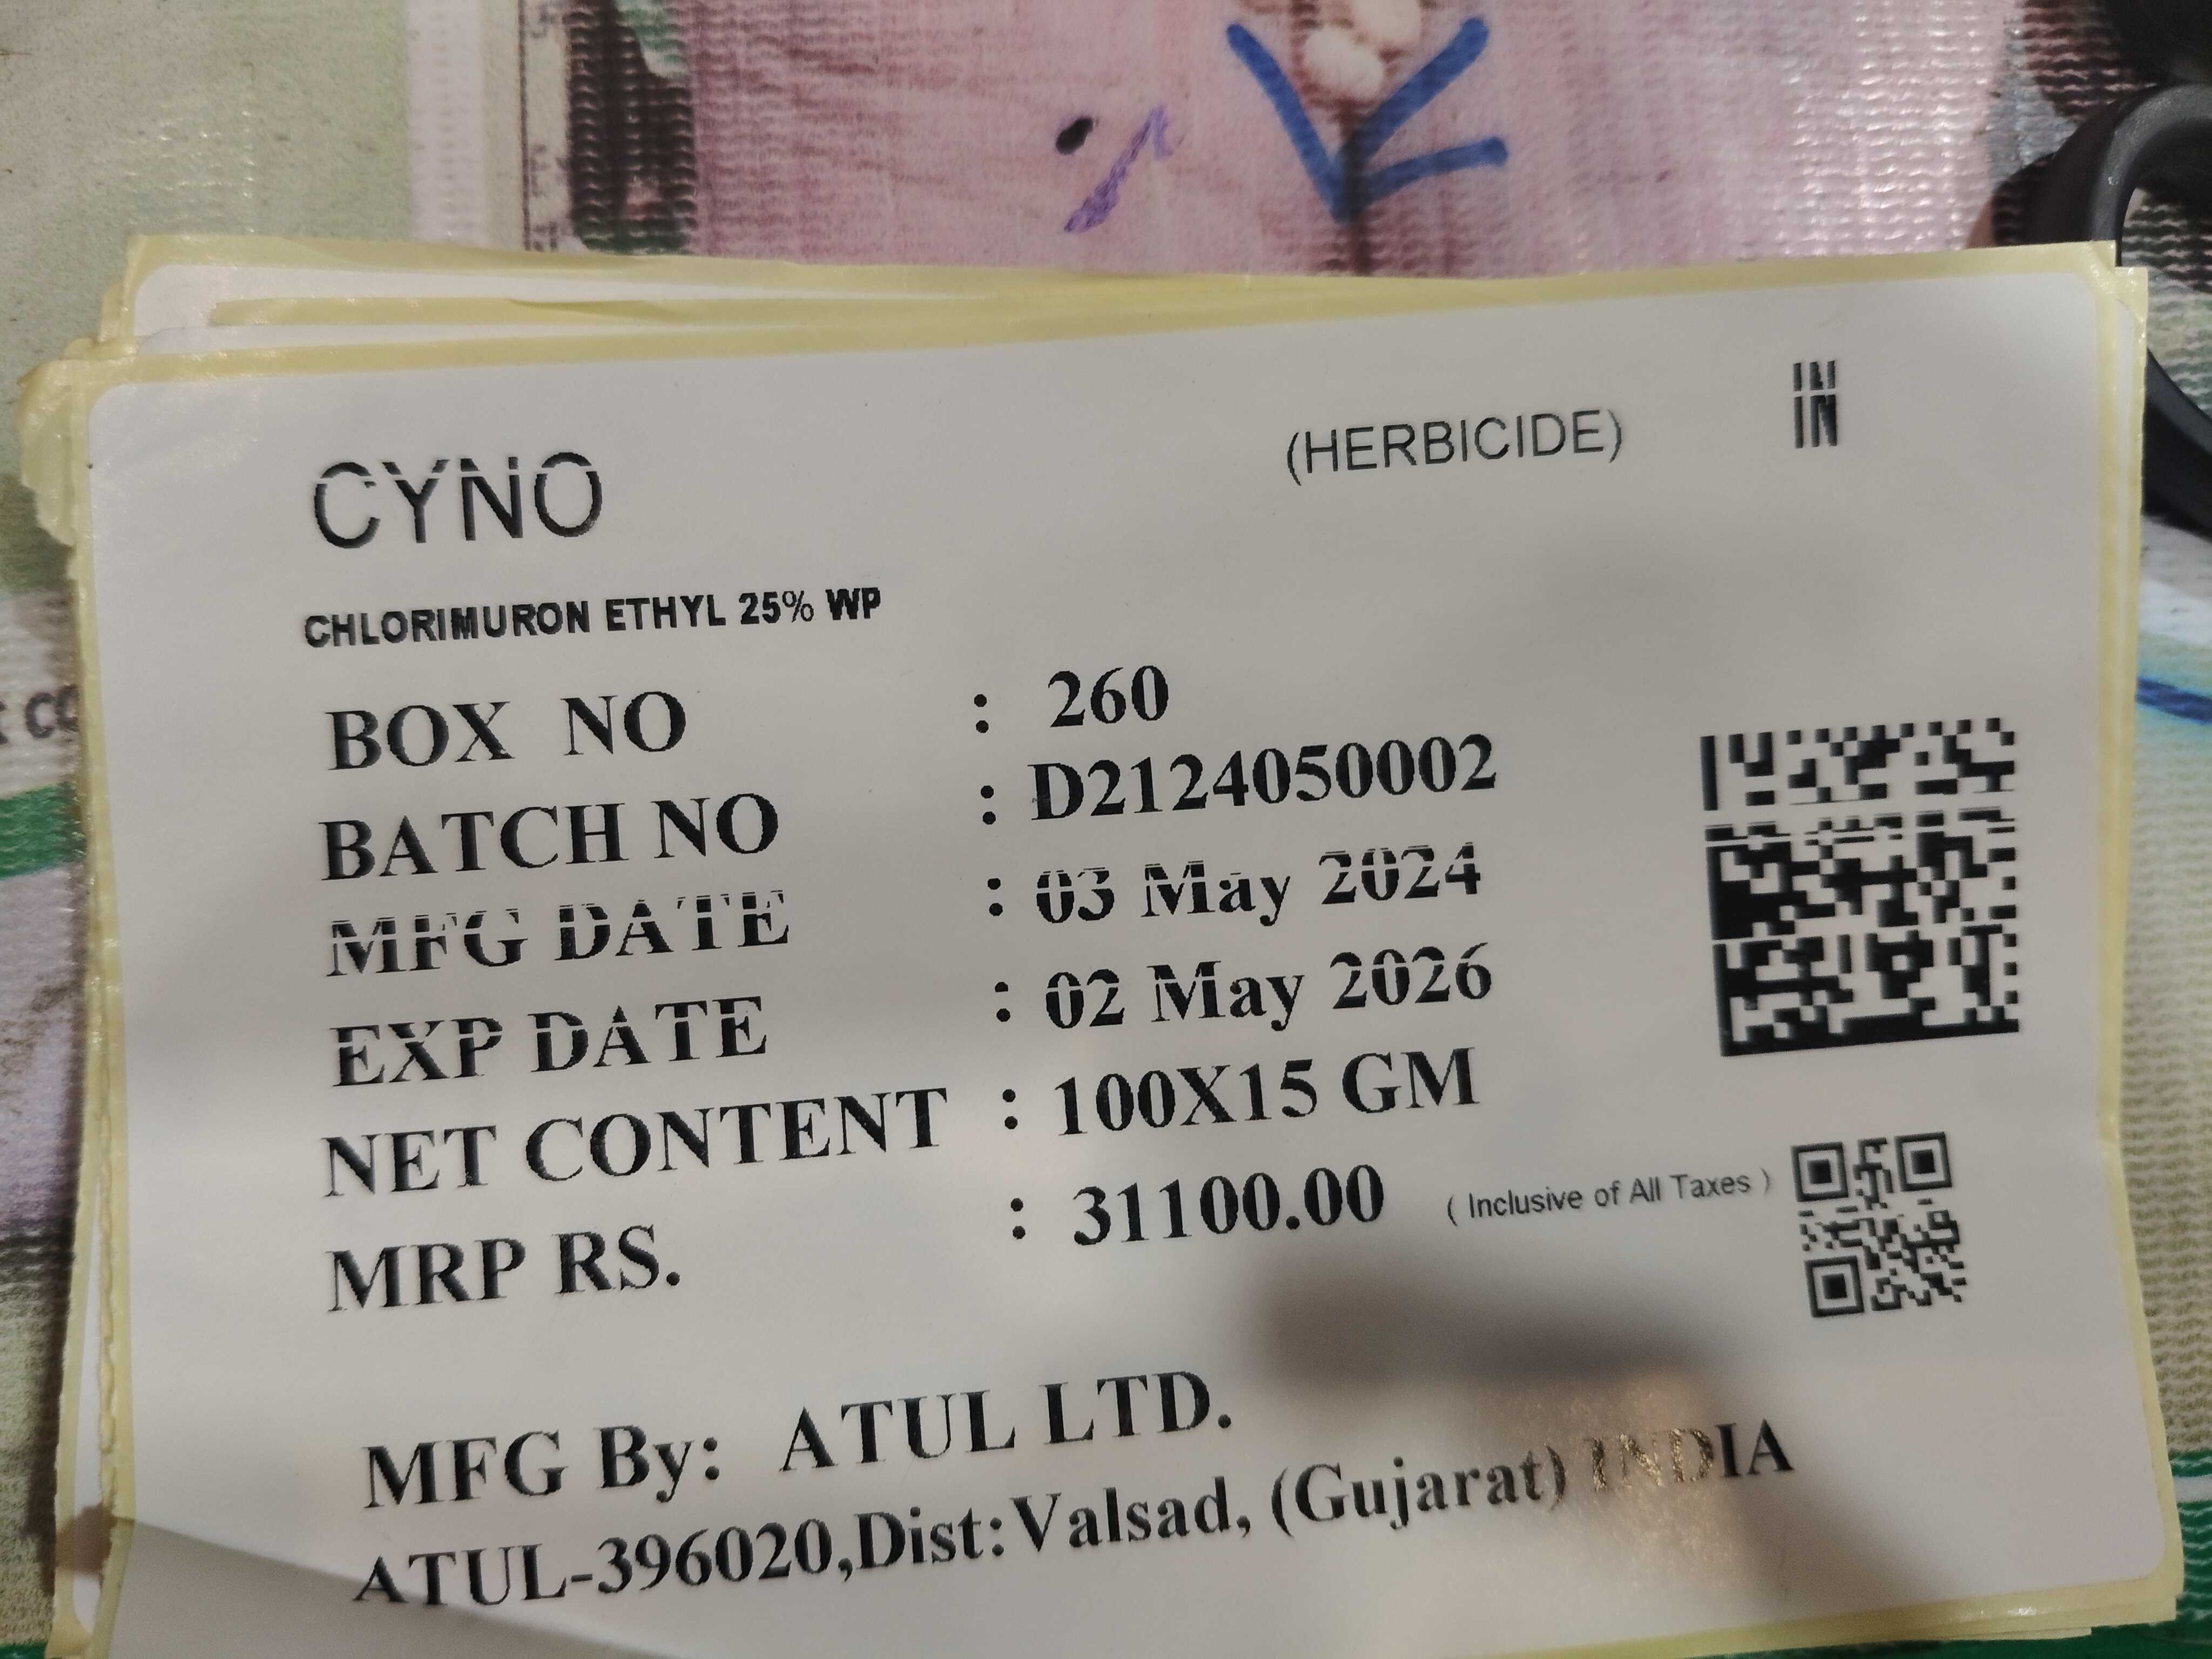 CYNO (HERBICIDE) IN
CHLORIMURON ETHYL 25% WP
BOX NO : 260
BATCH NO : D2124050002
MFG DATE : 03 May 2024
EXP DATE : 02 May 2026
NET CONTENT : 100X15 GM
MRP RS. : 31100.00 ( Inclusive of All Taxes )
MFG By: ATUL LTD.
ATUL-396020,Dist:Valsad, (Gujarat) INDIA